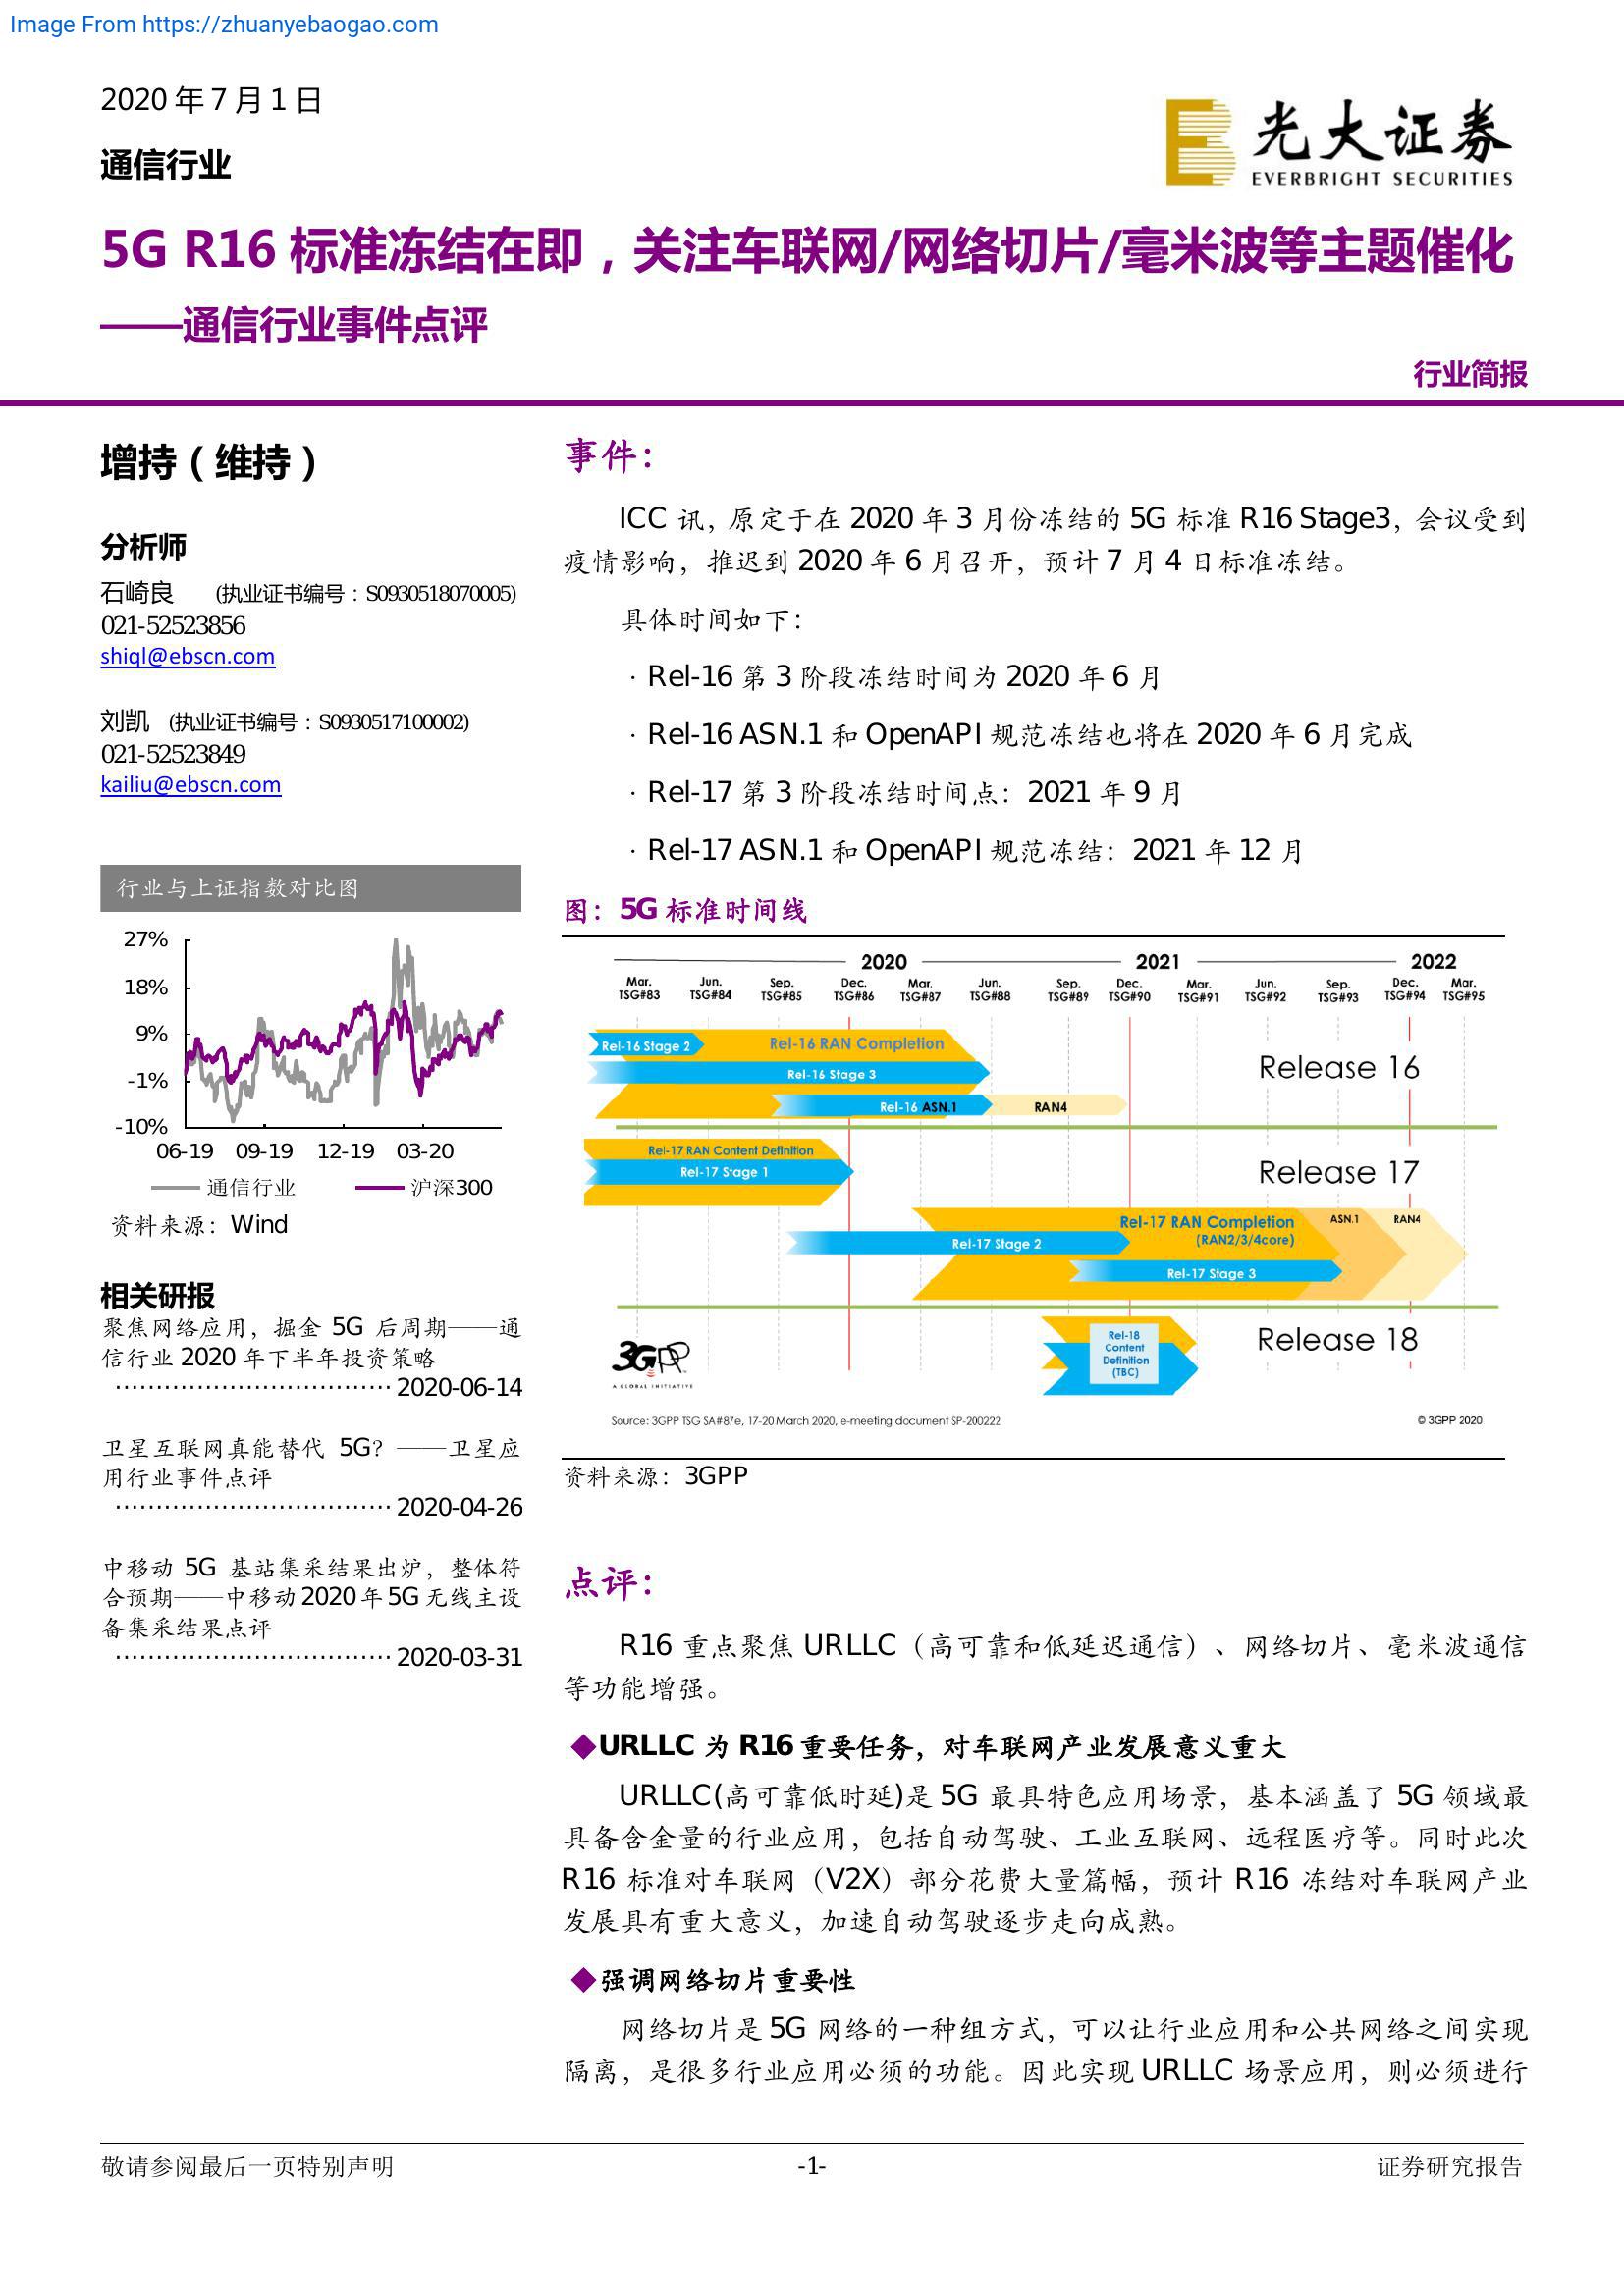 Image From https://zhuanyebaogao.com
2020 年 7 月 1 日
通信行业
光大证券
EVERBRIGHT SECURITIES
5G R16 标准冻结在即，关注车联网/网络切片/毫米波等主题催化
——通信行业事件点评
行业简报
增持（维持）
分析师
石崎良 (执业证书编号：S0930518070005)
021-52523856
shiql@ebscn.com
刘凯 (执业证书编号：S0930517100002)
021-52523849
kailiu@ebscn.com
行业与上证指数对比图
27%
18%
9%
-1%
-10%
06-19 09-19 12-19 03-20
通信行业 沪深300
资料来源：Wind
相关研报
聚焦网络应用，掘金 5G 后周期——通
信行业 2020 年下半年投资策略
·································· 2020-06-14
卫星互联网真能替代 5G？——卫星应
用行业事件点评
·································· 2020-04-26
中移动 5G 基站集采结果出炉，整体符
合预期——中移动 2020 年 5G 无线主设
备集采结果点评
·································· 2020-03-31
事件：
ICC 讯，原定于在 2020 年 3 月份冻结的 5G 标准 R16 Stage3，会议受到
疫情影响，推迟到 2020 年 6 月召开，预计 7 月 4 日标准冻结。
具体时间如下：
· Rel-16 第 3 阶段冻结时间为 2020 年 6 月
· Rel-16 ASN.1 和 OpenAPI 规范冻结也将在 2020 年 6 月完成
· Rel-17 第 3 阶段冻结时间点：2021 年 9 月
· Rel-17 ASN.1 和 OpenAPI 规范冻结：2021 年 12 月
图：5G 标准时间线
2020 2021 2022
Mar. Jun. Sep. Dec. Mar. Jun. Sep. Dec. Mar. Jun. Sep. Dec. Mar.
TSG#83 TSG#84 TSG#85 TSG#86 TSG#87 TSG#88 TSG#89 TSG#90 TSG#91 TSG#92 TSG#93 TSG#94 TSG#95
Rel-16 Stage 2 Rel-16 RAN Completion
Release 16
Rel-16 Stage 3
Rel-16 ASN.1 RAN4
Rel-17 RAN Content Definition
Rel-17 Stage 1
Release 17
Rel-17 RAN Completion ASN.1 RAN4
(RAN2/3/4core)
Rel-17 Stage 2
Rel-17 Stage 3
Rel-18
Content
Definition
(TBC)
Release 18
3GPP
A GLOBAL INITIATIVE
Source: 3GPP TSG SA#87e, 17-20 March 2020, e-meeting document SP-200222
© 3GPP 2020
资料来源：3GPP
点评：
R16 重点聚焦 URLLC（高可靠和低延迟通信）、网络切片、毫米波通信
等功能增强。
◆URLLC 为 R16 重要任务，对车联网产业发展意义重大
URLLC(高可靠低时延)是 5G 最具特色应用场景，基本涵盖了 5G 领域最
具备含金量的行业应用，包括自动驾驶、工业互联网、远程医疗等。同时此次
R16 标准对车联网（V2X）部分花费大量篇幅，预计 R16 冻结对车联网产业
发展具有重大意义，加速自动驾驶逐步走向成熟。
◆强调网络切片重要性
网络切片是 5G 网络的一种组方式，可以让行业应用和公共网络之间实现
隔离，是很多行业应用必须的功能。因此实现 URLLC 场景应用，则必须进行
敬请参阅最后一页特别声明
-1-
证券研究报告